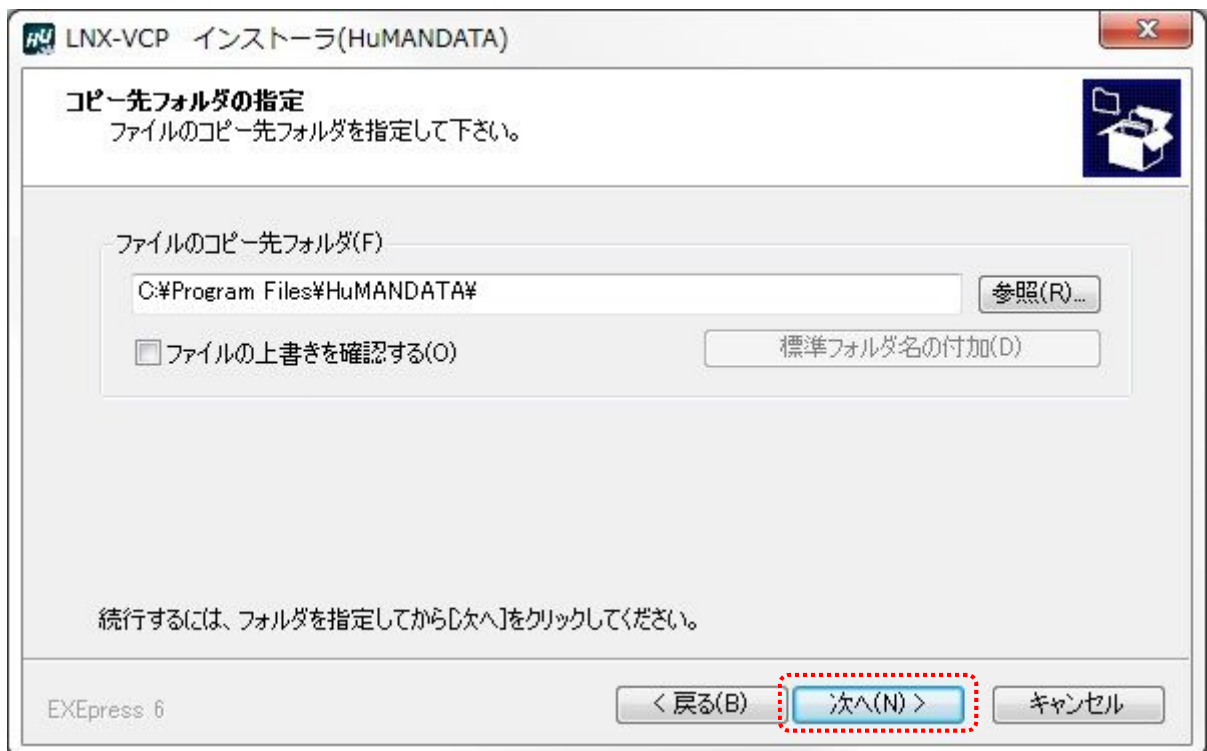 LNX-VCP　インストーラ(HuMANDATA)
コピー先フォルダの指定
ファイルのコピー先フォルダを指定して下さい。
ファイルのコピー先フォルダ(F)
C:¥Program Files¥HuMANDATA¥
参照(R)...
ファイルの上書きを確認する(O)
標準フォルダ名の付加(D)
続行するには、フォルダを指定してから[次へ]をクリックしてください。
EXEpress 6
< 戻る(B)
次へ(N) >
キャンセル